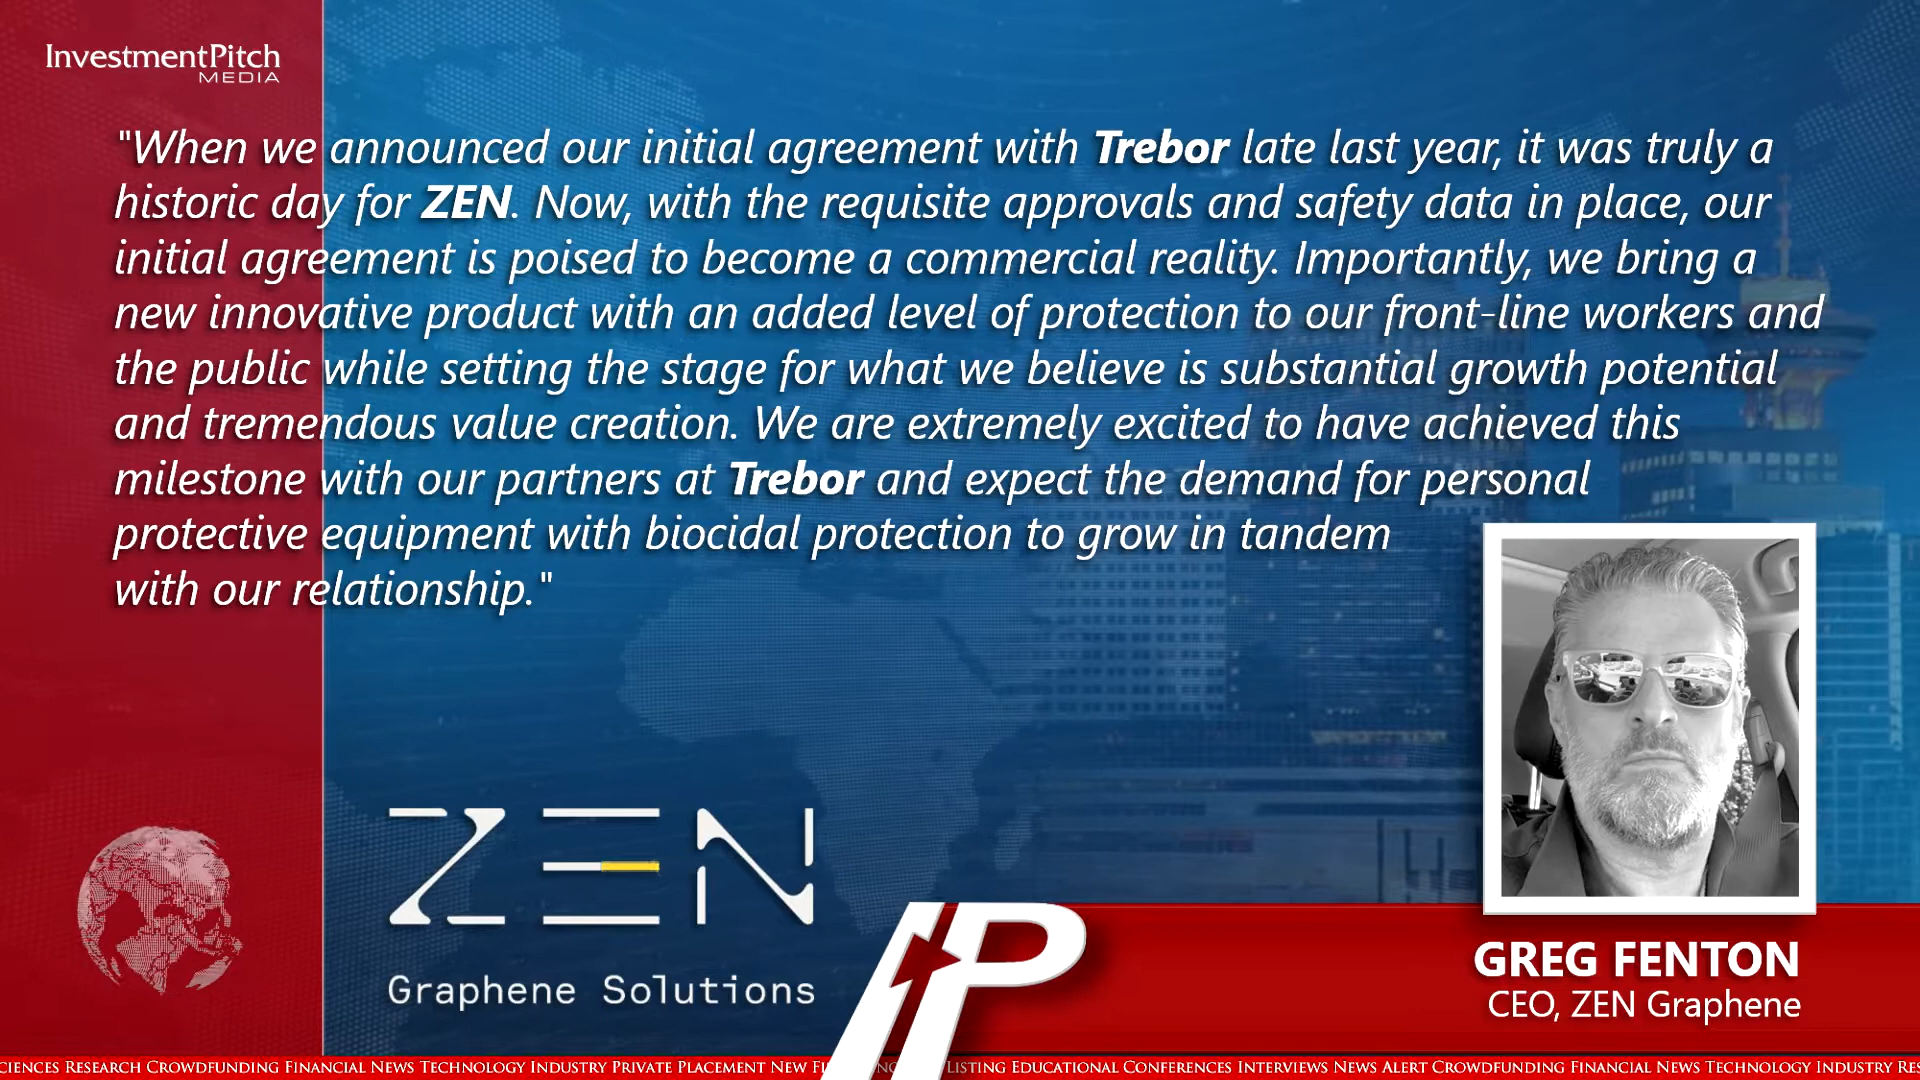 InvestmentPitch
MEDIA
"When we announced our initial agreement with Trebor late last year, it was truly a
historic day for ZEN. Now, with the requisite approvals and safety data in place, our
initial agreement is poised to become a commercial reality. Importantly, we bring a
new innovative product with an added level of protection to our front-line workers and
the public while setting the stage for what we believe is substantial growth potential
and tremendous value creation. We are extremely excited to have achieved this
milestone with our partners at Trebor and expect the demand for personal
protective equipment with biocidal protection to grow in tandem
with our relationship."
ZEN
Graphene Solutions
IP
GREG FENTON
CEO, ZEN Graphene
CIENCES RESEARCH CROWDFUNDING FINANCIAL NEWS TECHNOLOGY INDUSTRY PRIVATE PLACEMENT NEW LISTING EDUCATIONAL CONFERENCES INTERVIEWS NEWS ALERT CROWDFUNDING FINANCIAL NEWS TECHNOLOGY INDUSTRY RES